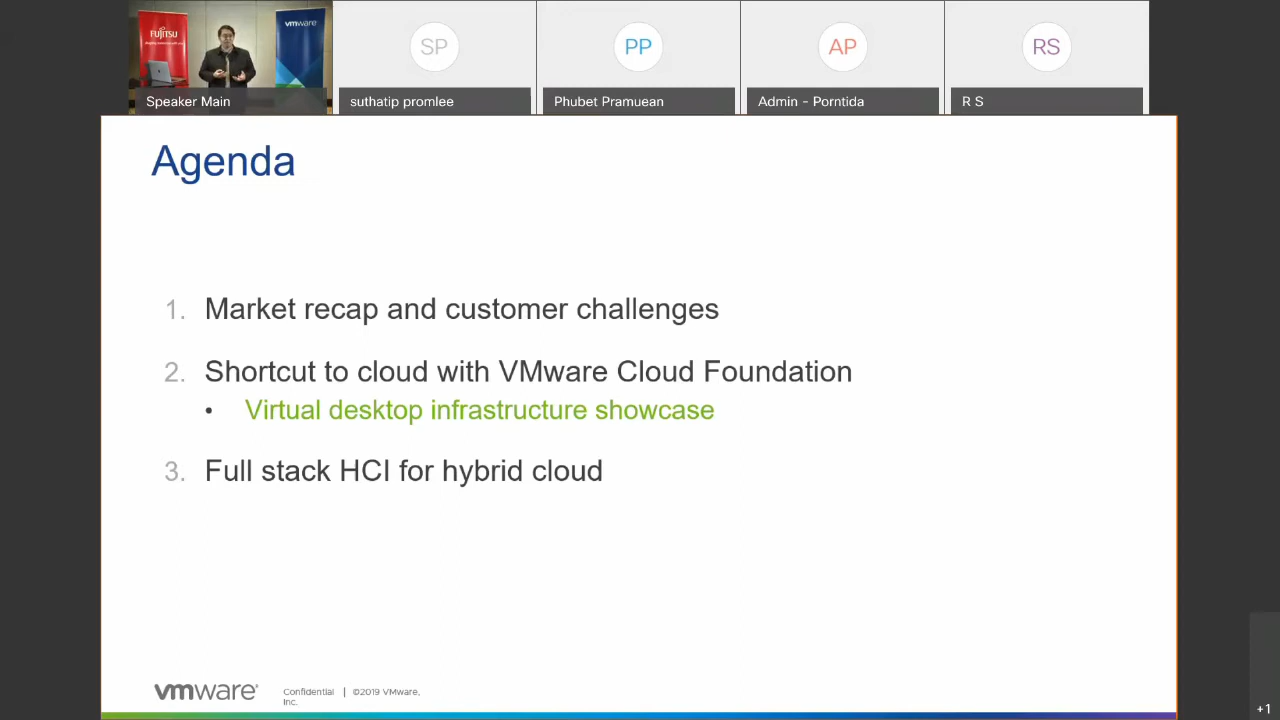 FUJITSU
vmware
SP
PP
AP
RS
Speaker Main
suthatip promlee
Phubet Pramuean
Admin - Porntida
R S
Agenda
1. Market recap and customer challenges
2. Shortcut to cloud with VMware Cloud Foundation
• Virtual desktop infrastructure showcase
3. Full stack HCI for hybrid cloud
vmware®
Confidential | ©2019 VMware,
Inc.
+1